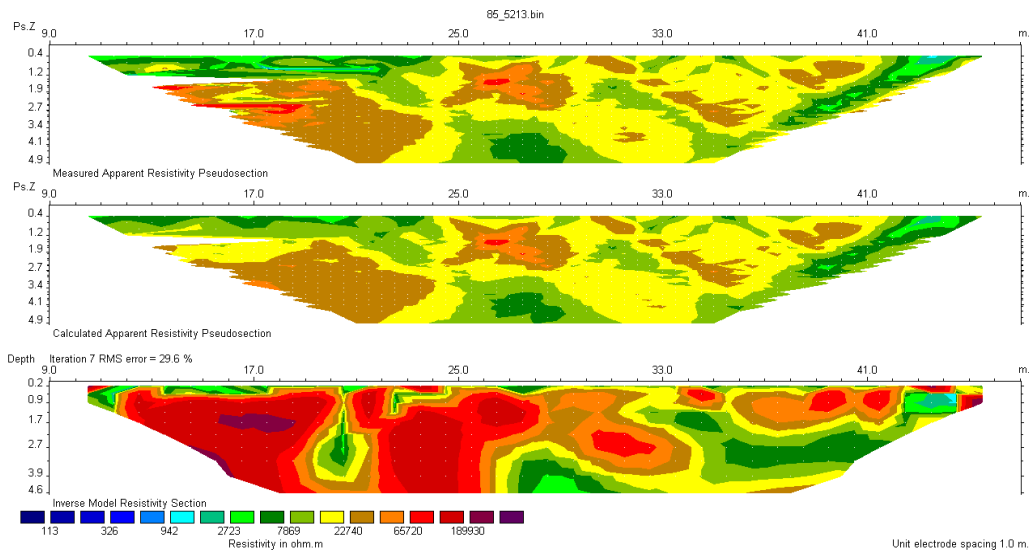 85_5213.bin
Ps.Z 9.0 17.0 25.0 33.0 41.0 m.
0.4
1.2
1.9
2.7
3.4
4.1
4.9
Measured Apparent Resistivity Pseudosection
Ps.Z 9.0 17.0 25.0 33.0 41.0 m.
0.4
1.2
1.9
2.7
3.4
4.1
4.9
Calculated Apparent Resistivity Pseudosection
Depth Iteration 7 RMS error = 29.6 %
9.0 17.0 25.0 33.0 41.0 m.
0.2
0.9
1.7
2.7
3.9
4.6
Inverse Model Resistivity Section
113 326 942 2723 7869 22740 65720 189930
Resistivity in ohm.m
Unit electrode spacing 1.0 m.